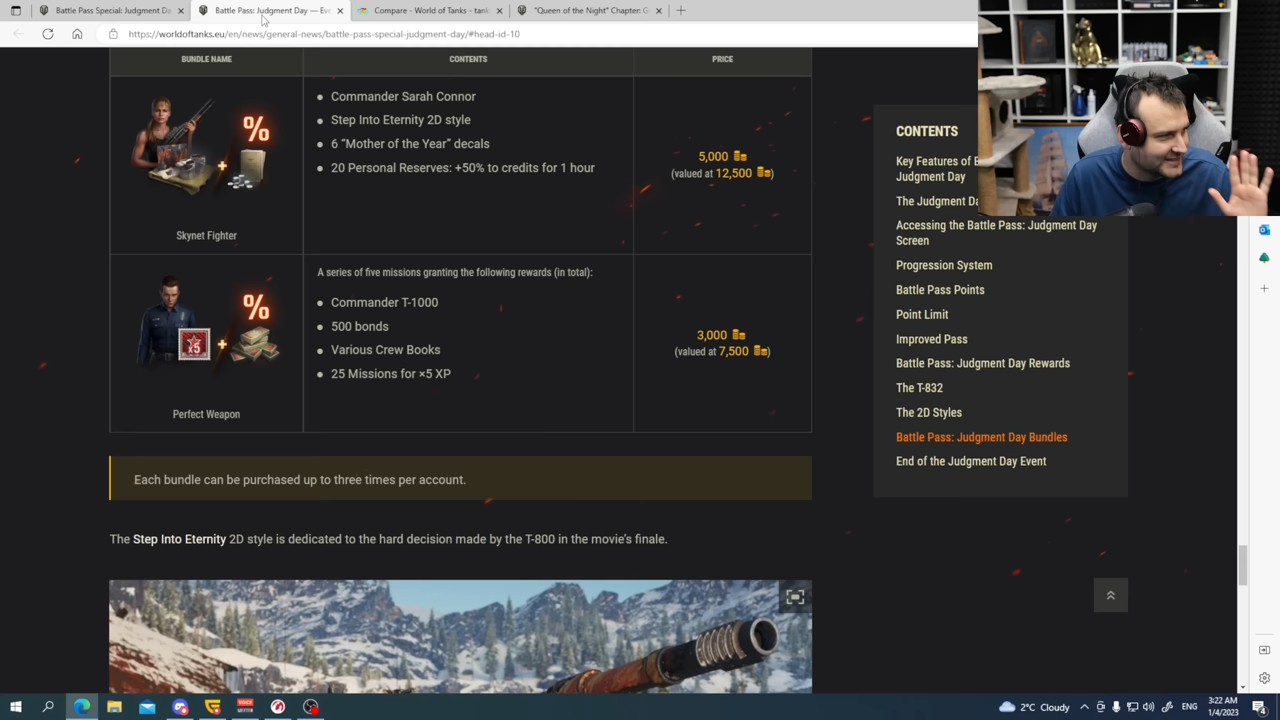 Battle Pass Special: Judgment Da
Battle Pass: Judgment Day — Eve
Compare - World of Tanks - tank
"Queen of the Night" Chapter: G
https://worldoftanks.eu/en/news/general-news/battle-pass-special-judgment-day/#head-id-10
BUNDLE NAME CONTENTS PRICE
Commander Sarah Connor
Step Into Eternity 2D style
6 “Mother of the Year” decals
20 Personal Reserves: +50% to credits for 1 hour
%
5,000
(valued at 12,500)
Skynet Fighter
A series of five missions granting the following rewards (in total):
Commander T-1000
500 bonds
Various Crew Books
25 Missions for ×5 XP
%
x5
3,000
(valued at 7,500)
Perfect Weapon
Each bundle can be purchased up to three times per account.
The Step Into Eternity 2D style is dedicated to the hard decision made by the T-800 in the movie’s finale.
CONTENTS
Key Features of
Judgment Day
The Judgment Da
Accessing the Battle Pass: Judgment Day
Screen
Progression System
Battle Pass Points
Point Limit
Improved Pass
Battle Pass: Judgment Day Rewards
The T-832
The 2D Styles
Battle Pass: Judgment Day Bundles
End of the Judgment Day Event
2°C Cloudy
ENG
3:22 AM
1/4/2023
4